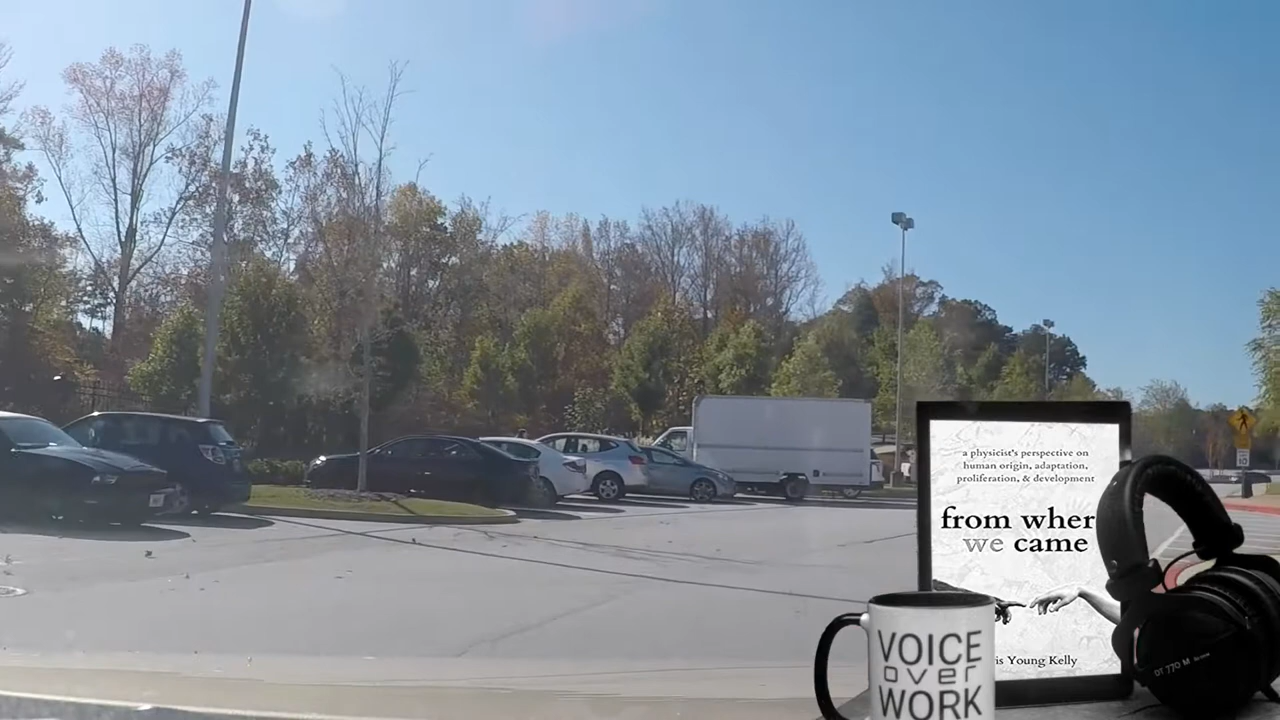 a physicist's perspective on
human origin, adaptation,
proliferation, & development
from wher
we came
is Young Kelly
VOICE
over
WORK
DT 770 M